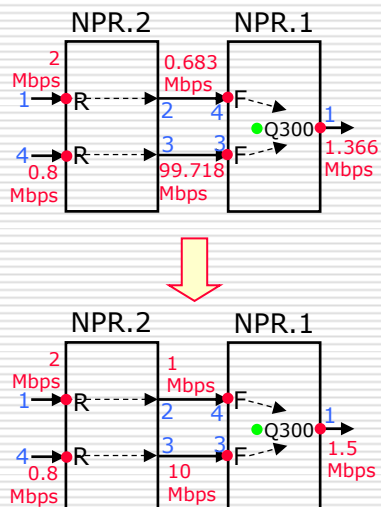 NPR.2 NPR.1
2 Mbps
0.683 Mbps
1 R 2 4 F
Q300 1
4 R 3 3 F
0.8 Mbps
99.718 Mbps
1.366 Mbps
NPR.2 NPR.1
2 Mbps
1 Mbps
1 R 2 4 F
Q300 1
4 R 3 3 F
0.8 Mbps
10 Mbps
1.5 Mbps